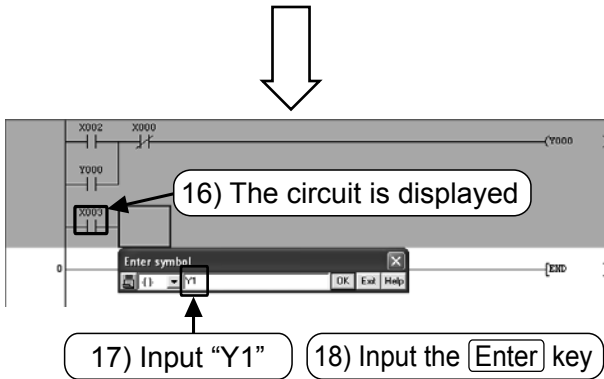 X002 X000
(Y000
Y000
16) The circuit is displayed
X003
Enter symbol
0
Y1 OK Exit Help
[END
17) Input “Y1” 18) Input the Enter key